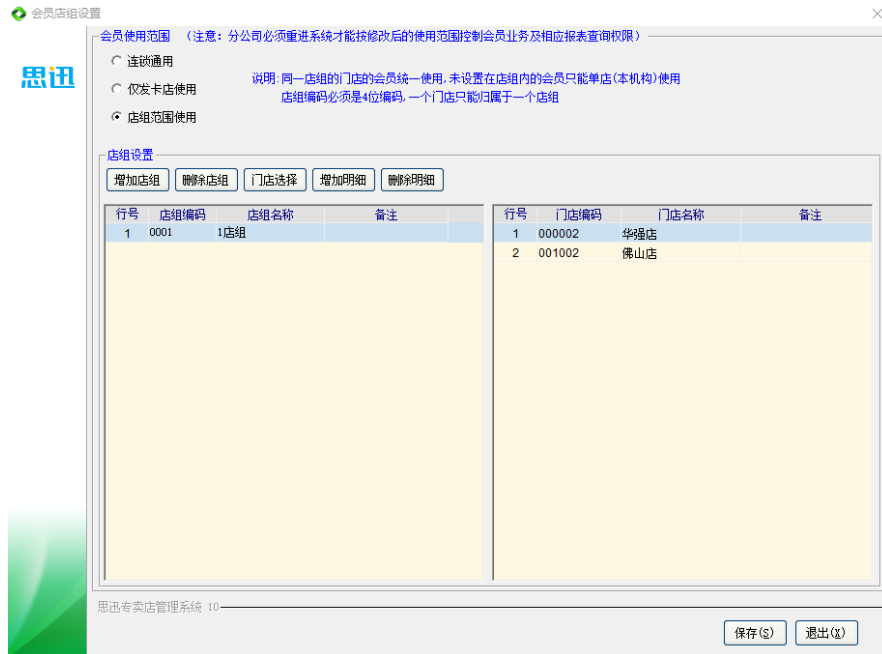 会员店组设置
思迅
会员使用范围 （注意：分公司必须重进系统才能按修改后的使用范围控制会员业务及相应报表查询权限）
连锁通用
仅发卡店使用
店组范围使用
说明:同一店组的门店的会员统一使用,未设置在店组内的会员只能单店(本机构)使用
店组编码必须是4位编码,一个门店只能归属于一个店组
店组设置
增加店组 删除店组 门店选择 增加明细 删除明细
行号 店组编码 店组名称 备注
1 0001 1店组
行号 门店编码 门店名称 备注
1 000002 华强店
2 001002 佛山店
思迅专卖店管理系统 10
保存(S) 退出(X)